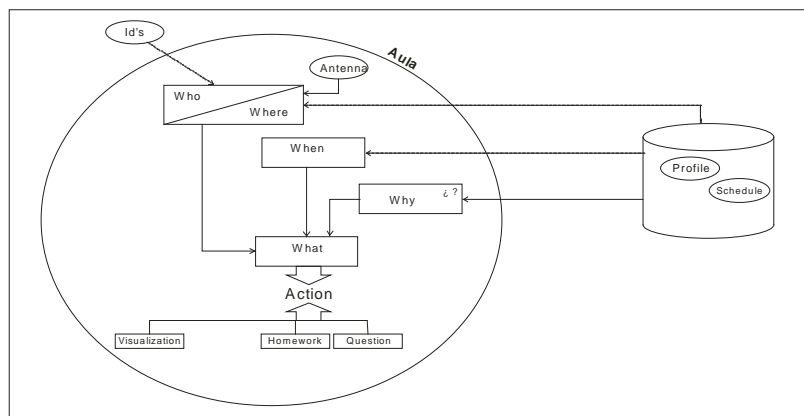 Id's
Aula
Antenna
Who
Where
When
Profile
Schedule
¿ ?
Why
What
Action
Visualization
Homework
Question